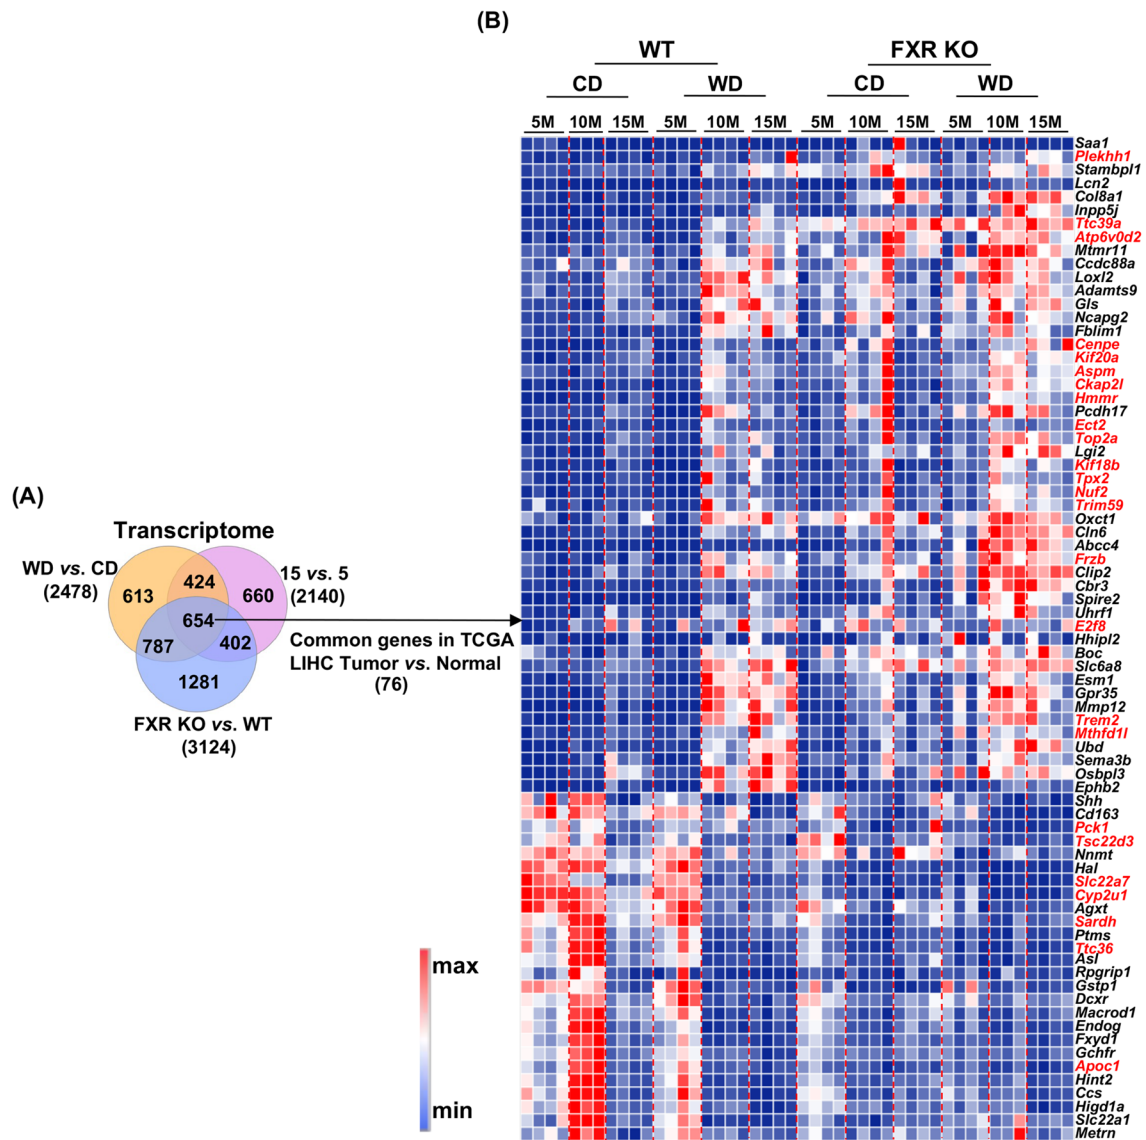 (B)
WT
FXR KO
CD
WD
CD
WD
5M 10M 15M 5M 10M 15M 5M 10M 15M 5M 10M 15M
Saa1
Plekhh1
Stambpl1
Lcn2
Col8a1
Inpp5j
Ttc39a
Atp6v0d2
Mtmr11
Ccdc88a
Loxl2
Adamts9
Gls
Ncapg2
Fblim1
Cenpe
Kif20a
Aspm
Ckap2l
Hmmr
Pcdh17
Ect2
Top2a
Lgi2
Kif18b
Tpx2
Nuf2
Trim59
Oxct1
Cln6
Abcc4
Frzb
Clip2
Cbr3
Spire2
Uhrf1
E2f8
Hhipl2
Boc
Slc6a8
Esm1
Gpr35
Mmp12
Trem2
Mthfd1l
Ubd
Sema3b
Osbpl3
Ephb2
Shh
Cd163
Pck1
Tsc22d3
Nnmt
Hal
Slc22a7
Cyp2u1
Agxt
Sardh
Ptms
Ttc36
Asl
Rpgrip1
Gstp1
Dcxr
Macrod1
Endog
Fxyd1
Gchfr
Apoc1
Hint2
Ccs
Higd1a
Slc22a1
Metrn
(A)
Transcriptome
WD vs. CD
(2478)
15 vs. 5
(2140)
613
424
660
654
787
402
1281
FXR KO vs. WT
(3124)
Common genes in TCGA
LIHC Tumor vs. Normal
(76)
max
min